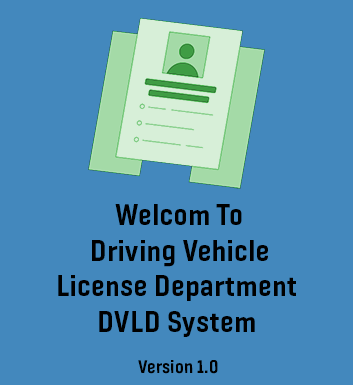 Welcom To
Driving Vehicle
License Department
DVLD System
Version 1.0